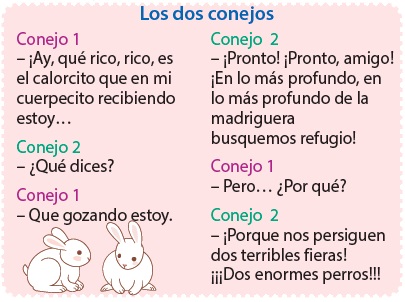 Los dos conejos
Conejo 1
– ¡Ay, qué rico, rico, es
el calorcito que en mi
cuerpecito recibiendo
estoy…
Conejo 2
– ¿Qué dices?
Conejo 1
– Que gozando estoy.
Conejo 2
– ¡Pronto! ¡Pronto, amigo!
¡En lo más profundo, en
lo más profundo de la
madriguera
busquemos refugio!
Conejo 1
– Pero… ¿Por qué?
Conejo 2
– ¡Porque nos persiguen
dos terribles fieras!
¡¡¡Dos enormes perros!!!